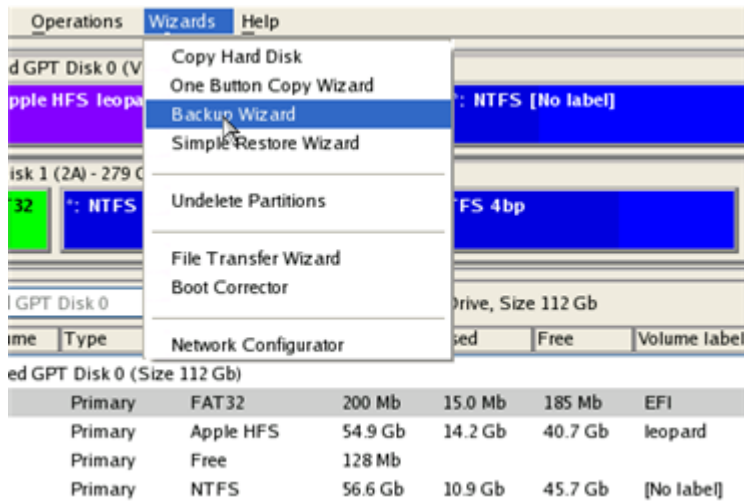 Operations Wizards Help
Copy Hard Disk
d GPT Disk 0 (V
One Button Copy Wizard
pple HFS leopa
Backup Wizard
: NTFS [No label]
Simple Restore Wizard
isk 1 (2A) - 279 G
Undelete Partitions
32 *: NTFS
FS 4bp
File Transfer Wizard
Boot Corrector
GPT Disk 0
Drive, Size 112 Gb
ume Type
sed Free Volume label
Network Configurator
ed GPT Disk 0 (Size 112 Gb)
Primary FAT32 200 Mb 15.0 Mb 185 Mb EFI
Primary Apple HFS 54.9 Gb 14.2 Gb 40.7 Gb leopard
Primary Free 128 Mb
Primary NTFS 56.6 Gb 10.9 Gb 45.7 Gb [No label]